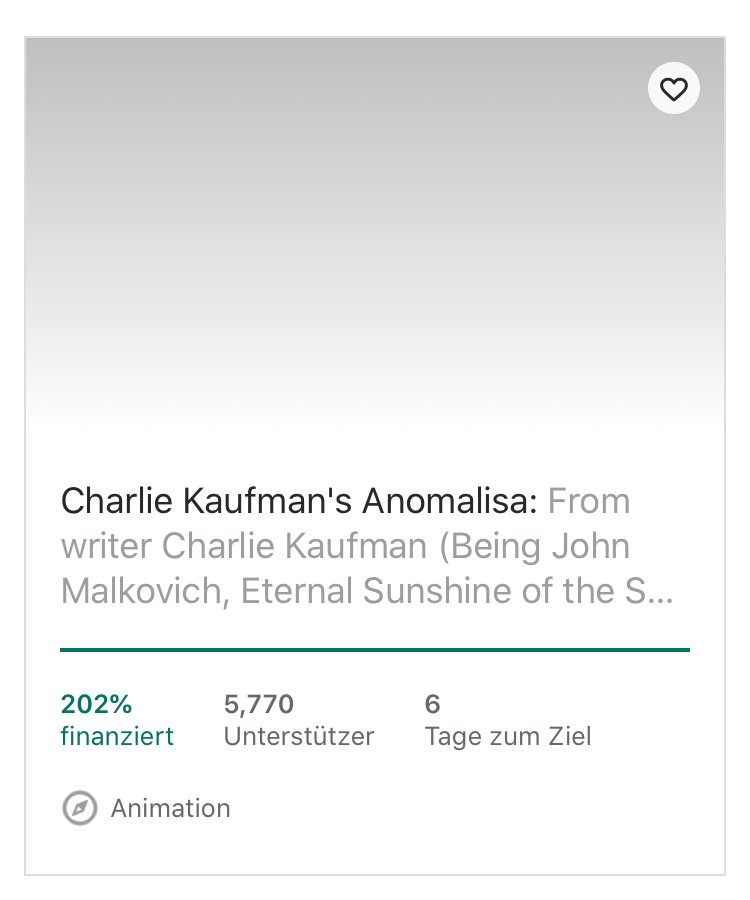 Charlie Kaufman's Anomalisa: From
writer Charlie Kaufman (Being John
Malkovich, Eternal Sunshine of the S...
202%
finanziert
5,770
Unterstützer
6
Tage zum Ziel
Animation